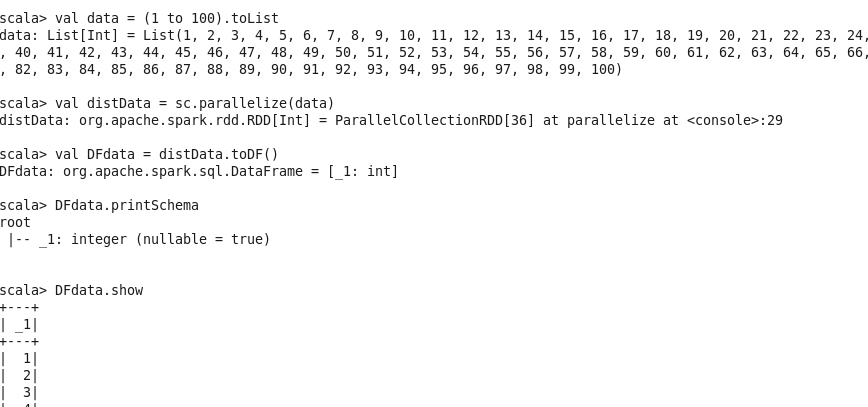 scala> val data = (1 to 100).toList
data: List[Int] = List(1, 2, 3, 4, 5, 6, 7, 8, 9, 10, 11, 12, 13, 14, 15, 16, 17, 18, 19, 20, 21, 22, 23, 24,
, 40, 41, 42, 43, 44, 45, 46, 47, 48, 49, 50, 51, 52, 53, 54, 55, 56, 57, 58, 59, 60, 61, 62, 63, 64, 65, 66,
, 82, 83, 84, 85, 86, 87, 88, 89, 90, 91, 92, 93, 94, 95, 96, 97, 98, 99, 100)
scala> val distData = sc.parallelize(data)
distData: org.apache.spark.rdd.RDD[Int] = ParallelCollectionRDD[36] at parallelize at <console>:29
scala> val DFdata = distData.toDF()
DFdata: org.apache.spark.sql.DataFrame = [_1: int]
scala> DFdata.printSchema
root
 |-- _1: integer (nullable = true)
scala> DFdata.show
+---+
| _1|
+---+
|  1|
|  2|
|  3|